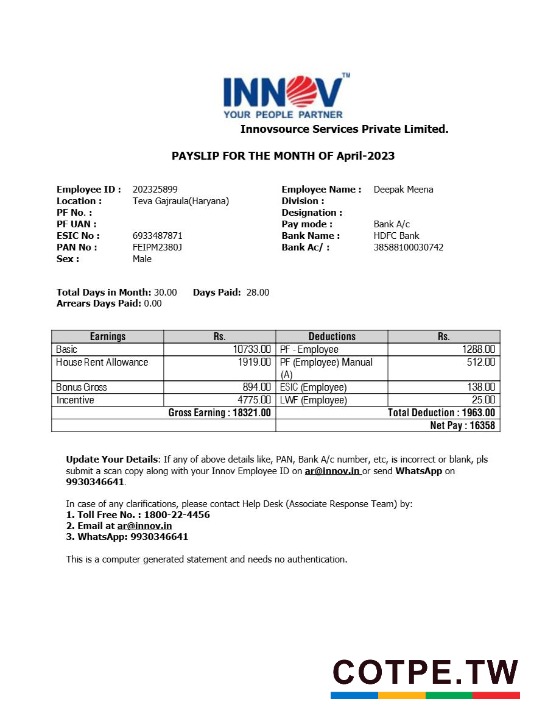 INNOV™
YOUR PEOPLE PARTNER
Innovsource Services Private Limited.
PAYSLIP FOR THE MONTH OF April-2023
Employee ID : 202325899 Employee Name : Deepak Meena
Location : Teva Gajraula(Haryana) Division :
PF No. : Designation :
PF UAN : Pay mode : Bank A/c
ESIC No : 6933487871 Bank Name : HDFC Bank
PAN No : FEIPM2380J Bank Ac/ : 38588100030742
Sex : Male
Total Days in Month: 30.00 Days Paid: 28.00
Arrears Days Paid: 0.00
Earnings Rs. Deductions Rs.
Basic 10733.00 PF - Employee 1288.00
House Rent Allowance 1919.00 PF (Employee) Manual 512.00
(A)
Bonus Gross 894.00 ESIC (Employee) 138.00
Incentive 4775.00 LWF (Employee) 25.00
Gross Earning : 18321.00 Total Deduction : 1963.00
Net Pay : 16358
Update Your Details: If any of above details like, PAN, Bank A/c number, etc, is incorrect or blank, pls
submit a scan copy along with your Innov Employee ID on ar@innov.in or send WhatsApp on
9930346641.
In case of any clarifications, please contact Help Desk (Associate Response Team) by:
1. Toll Free No. : 1800-22-4456
2. Email at ar@innov.in
3. WhatsApp: 9930346641
This is a computer generated statement and needs no authentication.
COTPE.TW